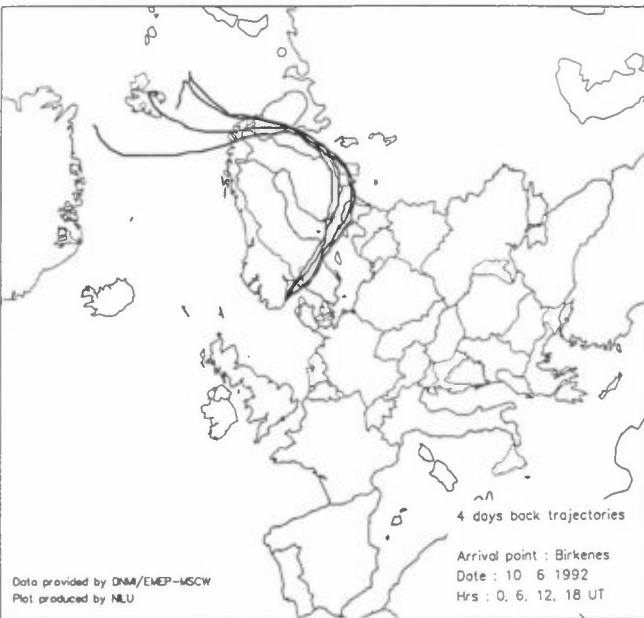 4 days back trajectories
Arrival point : Birkenes
Date : 10 6 1992
Hrs : 0, 6, 12, 18 UT
Data provided by DNMI/EMEP-MSCW
Plot produced by NILU